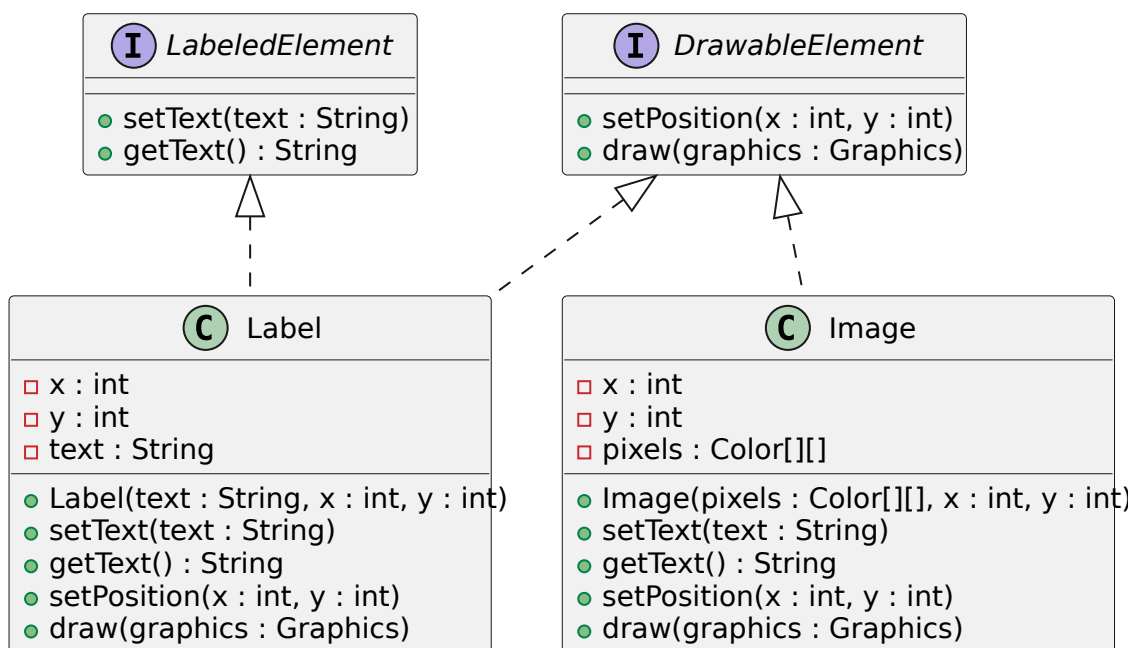 I LabeledElement
+ setText(text : String)
+ getText() : String
I DrawableElement
+ setPosition(x : int, y : int)
+ draw(graphics : Graphics)
C Label
x : int
y : int
text : String
Label(text : String, x : int, y : int)
setText(text : String)
getText() : String
setPosition(x : int, y : int)
draw(graphics : Graphics)
C Image
x : int
y : int
pixels : Color[][]
Image(pixels : Color[][], x : int, y : int)
setText(text : String)
getText() : String
setPosition(x : int, y : int)
draw(graphics : Graphics)